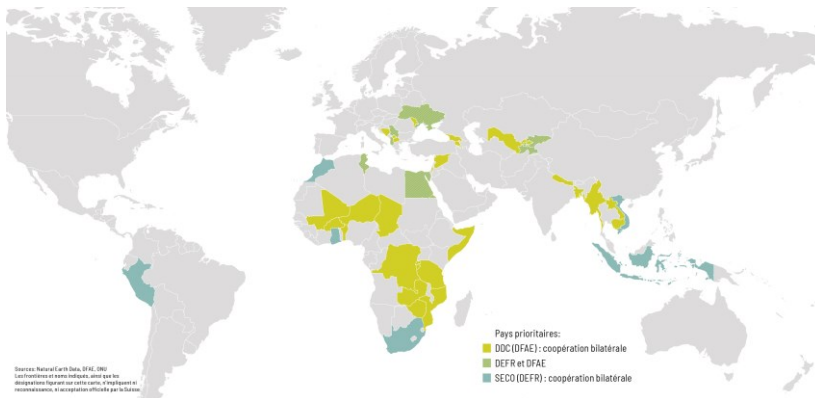 Pays prioritaires:
DDC (DFAE) : coopération bilatérale
DEFR et DFAE
SECO (DEFR) : coopération bilatérale
Sources: Natural Earth Data, DFAE, ONU
Les frontières et noms indiqués, ainsi que les
désignations figurant sur cette carte, n'impliquent ni
reconnaissance, ni acceptation officielle par la Suisse